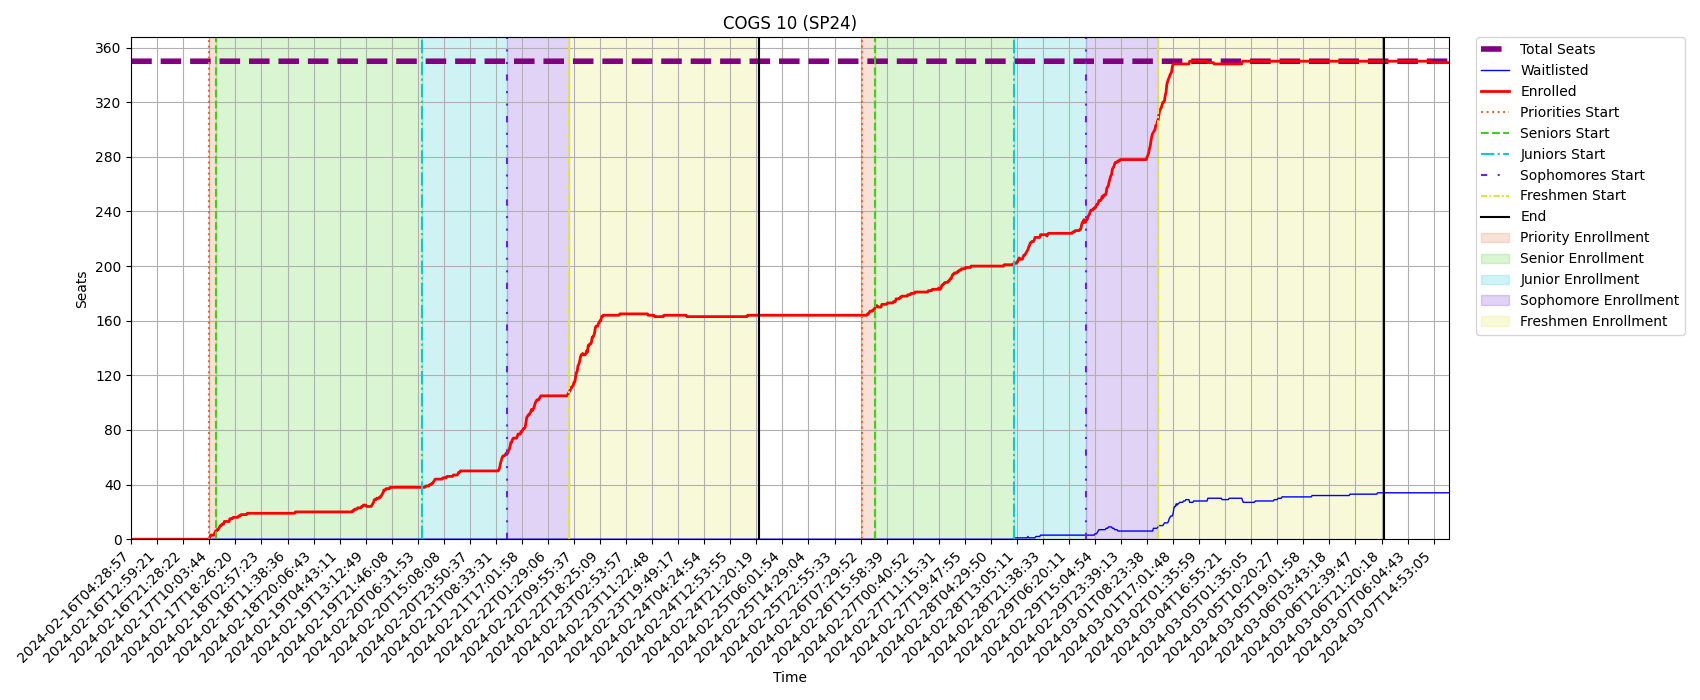 COGS 10 (SP24)
360
320
280
240
200
160
120
80
40
0
Seats
2024-02-16T04:28:57
2024-02-16T12:59:21
2024-02-16T21:28:22
2024-02-17T10:03:44
2024-02-17T18:26:20
2024-02-18T02:57:23
2024-02-18T11:38:36
2024-02-18T20:06:43
2024-02-19T04:43:11
2024-02-19T13:12:49
2024-02-19T21:46:08
2024-02-20T06:31:53
2024-02-20T15:08:08
2024-02-20T23:50:37
2024-02-21T08:33:31
2024-02-21T17:01:58
2024-02-22T01:29:06
2024-02-22T09:55:37
2024-02-22T18:25:09
2024-02-23T02:53:57
2024-02-23T11:22:48
2024-02-23T19:49:17
2024-02-24T04:24:54
2024-02-24T12:53:55
2024-02-24T21:20:19
2024-02-25T06:01:54
2024-02-25T14:29:04
2024-02-25T22:55:33
2024-02-26T07:29:52
2024-02-26T15:58:39
2024-02-27T00:40:52
2024-02-27T11:15:31
2024-02-27T19:47:55
2024-02-28T04:29:50
2024-02-28T13:05:11
2024-02-28T21:38:33
2024-02-29T06:20:11
2024-02-29T15:04:54
2024-02-29T23:39:13
2024-03-01T08:23:38
2024-03-01T17:01:48
2024-03-02T01:35:59
2024-03-04T16:55:21
2024-03-05T01:35:05
2024-03-05T10:20:27
2024-03-05T19:01:58
2024-03-06T03:43:18
2024-03-06T12:39:47
2024-03-06T21:20:18
2024-03-07T06:04:43
2024-03-07T14:53:05
Time
Total Seats
Waitlisted
Enrolled
Priorities Start
Seniors Start
Juniors Start
Sophomores Start
Freshmen Start
End
Priority Enrollment
Senior Enrollment
Junior Enrollment
Sophomore Enrollment
Freshmen Enrollment